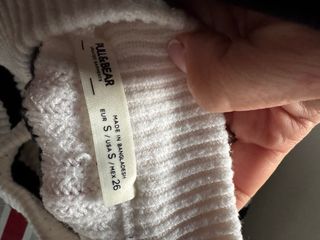 PULL&BEAR
MADE IN BANGLADESH
EUR S / USA S / MEX 26